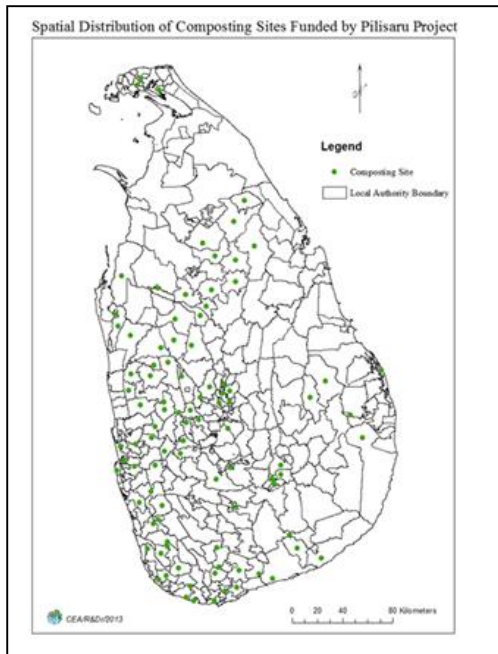 Spatial Distribution of Composting Sites Funded by Pilisaru Project
Legend
Composting Site
Local Authority Boundary
CEA/R&D/2013
0 20 40 80 Kilometers